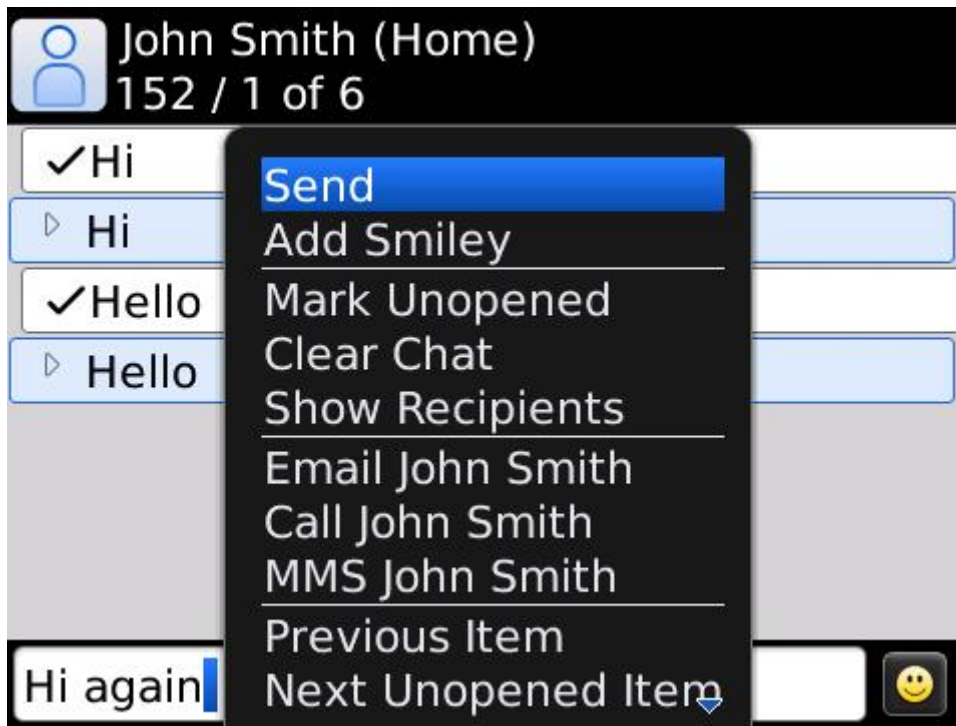 John Smith (Home)
152 / 1 of 6
✓Hi
Hi
✓Hello
Hello
Send
Add Smiley
Mark Unopened
Clear Chat
Show Recipients
Email John Smith
Call John Smith
MMS John Smith
Previous Item
Next Unopened Item
Hi again